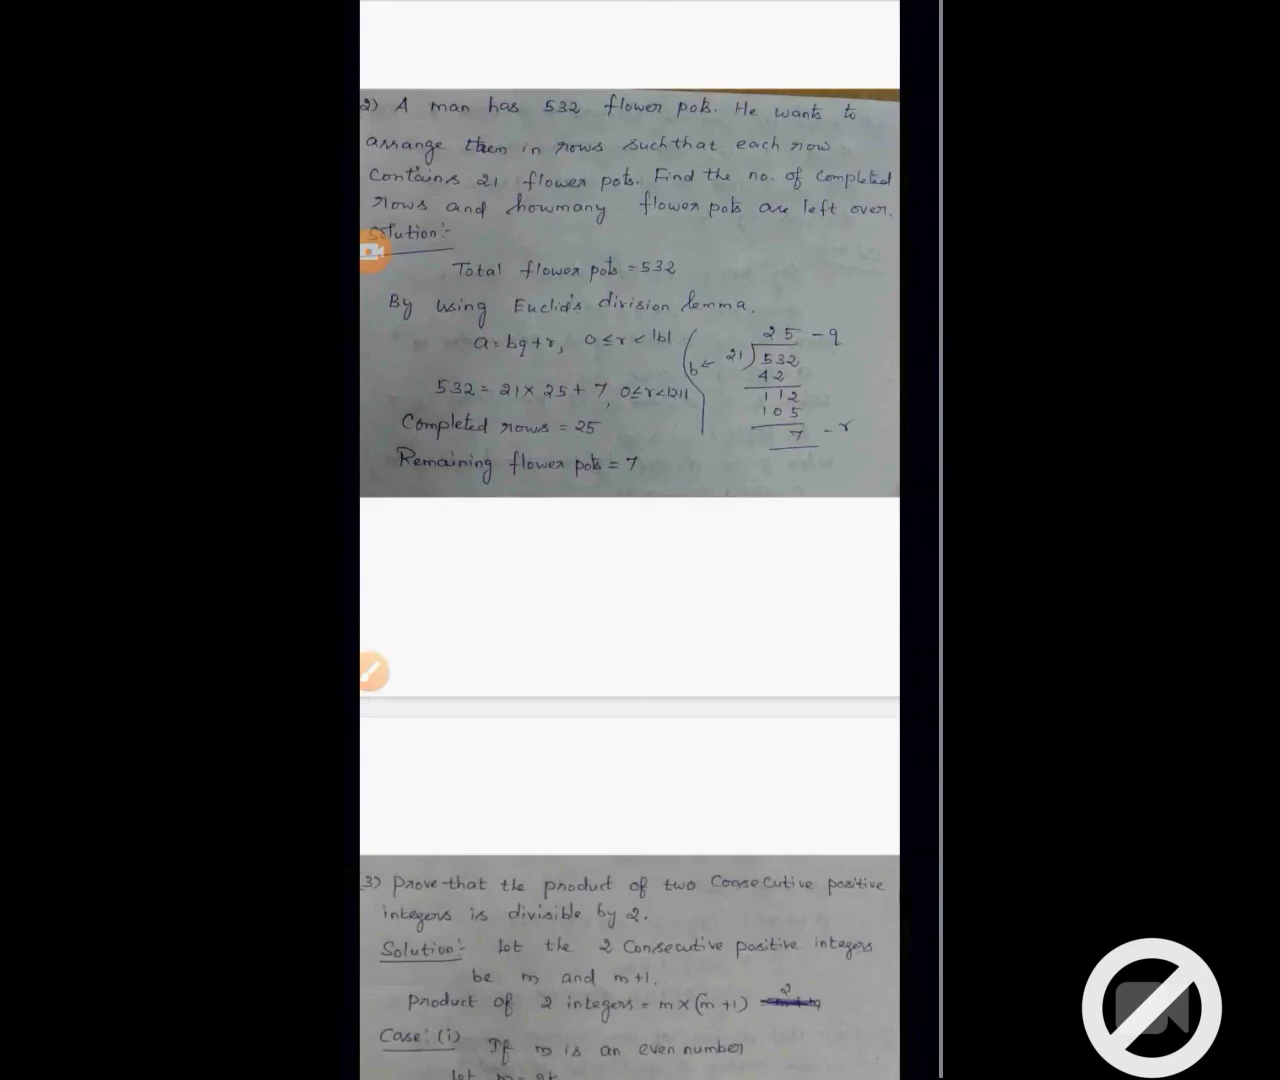 2) A man has 532 flower pots. He wants to
arrange them in rows such that each row
contains 21 flower pots. Find the no. of completed
rows and howmany flower pots are left over.
Solution:-
Total flower pots = 532
By using Euclid's division lemma,
a = bq + r, 0 ≤ r < |b|
532 = 21 × 25 + 7, 0 ≤ r < |21|
Completed rows = 25
Remaining flower pots = 7
25 - q
b ← 21 ) 532
42
112
105
7 - r
3) Prove that the product of two Consecutive positive
integers is divisible by 2.
Solution:- let the 2 Consecutive positive integers
be m and m+1.
Product of 2 integers = m × (m + 1)
2
Case: (i) If m is an even number
let